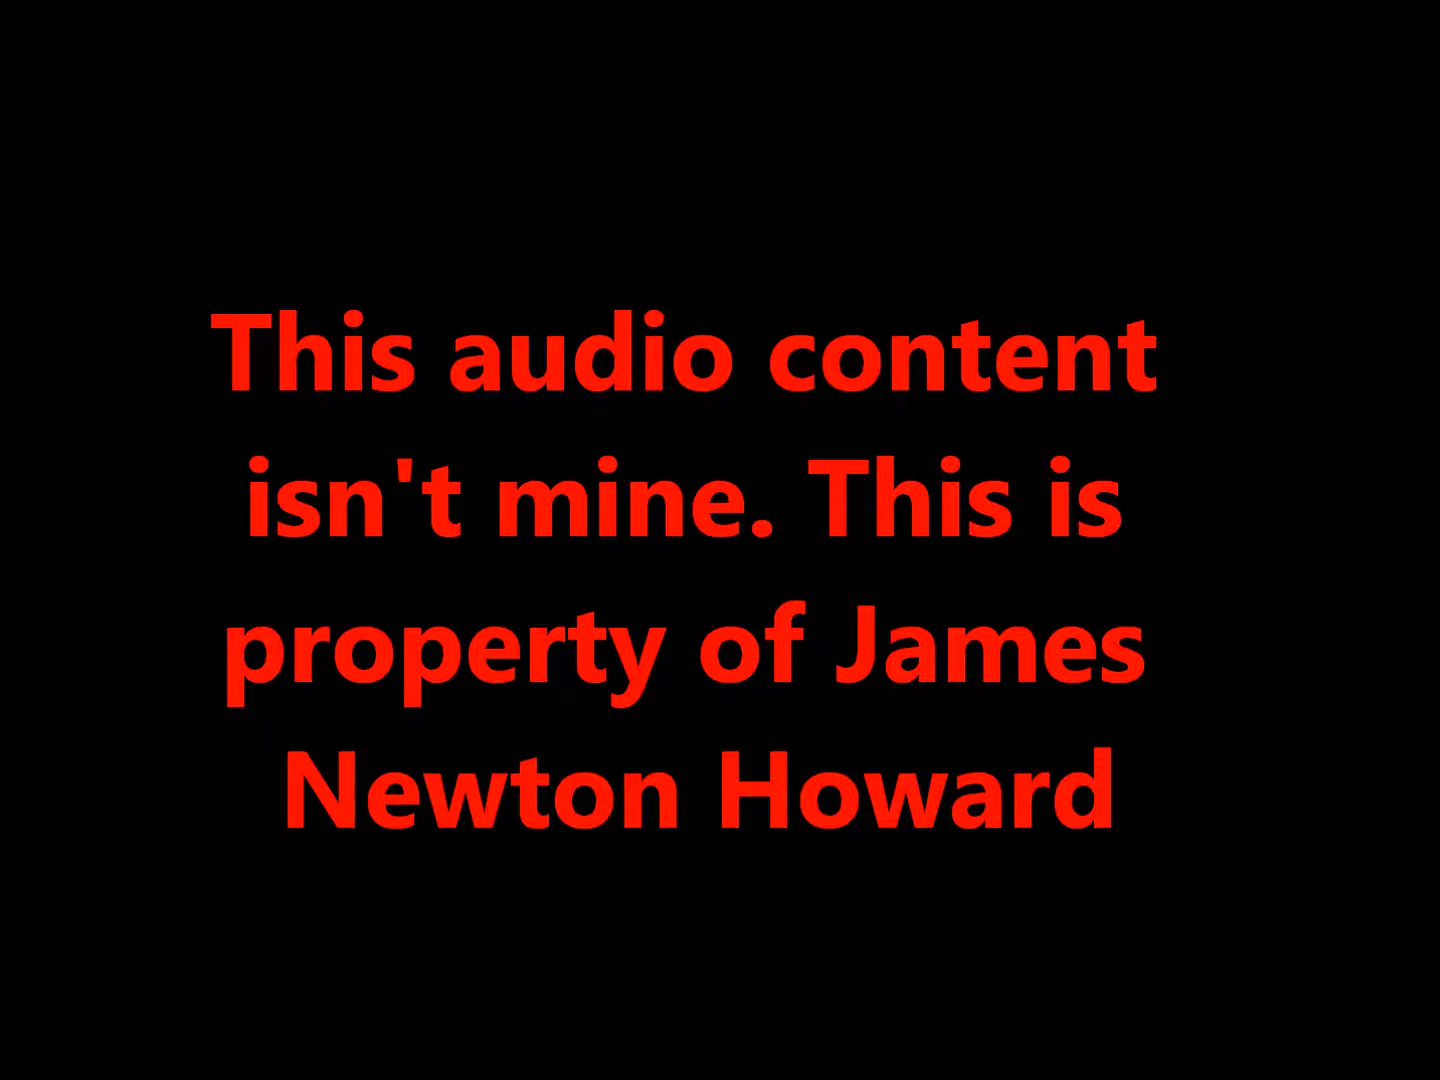 This audio content
isn't mine. This is
property of James
Newton Howard